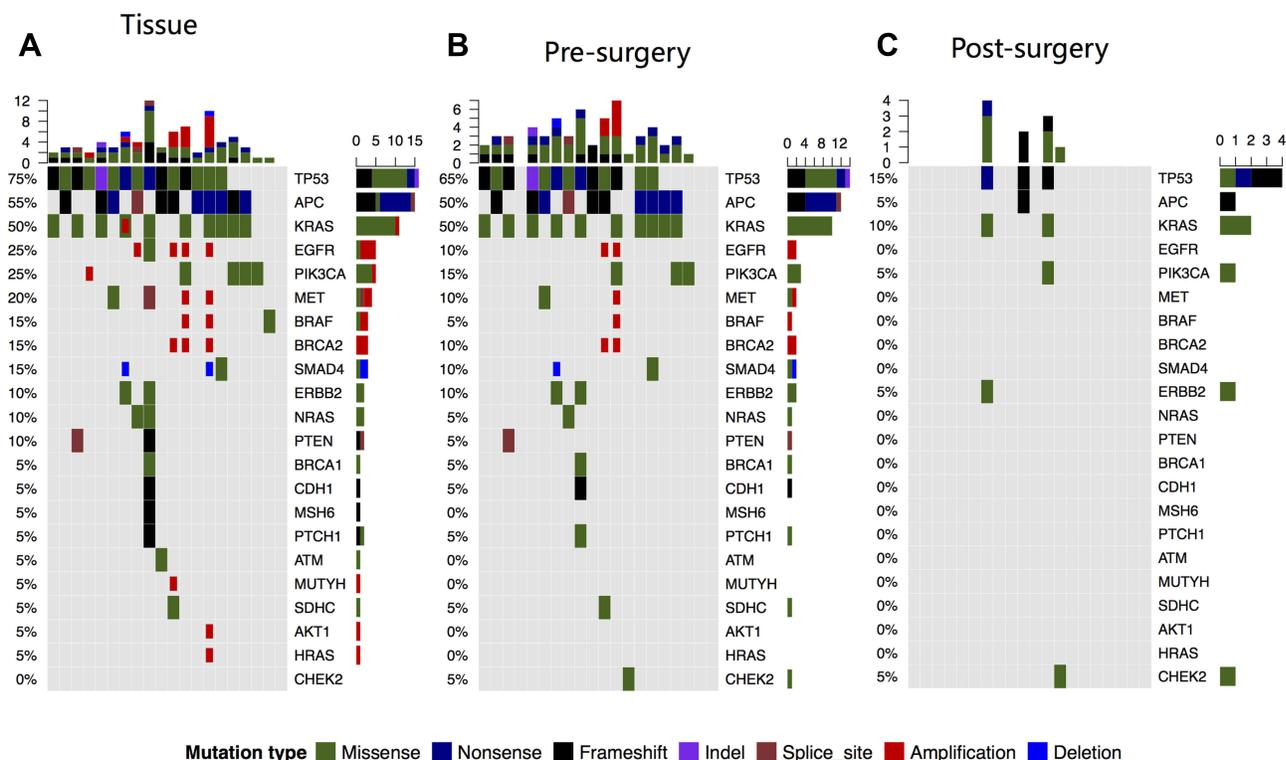 Tissue
A
12
8
4
0
0 5 10 15
75% TP53
55% APC
50% KRAS
25% EGFR
25% PIK3CA
20% MET
15% BRAF
15% BRCA2
15% SMAD4
10% ERBB2
10% NRAS
10% PTEN
5% BRCA1
5% CDH1
5% MSH6
5% PTCH1
5% ATM
5% MUTYH
5% SDHC
5% AKT1
5% HRAS
0% CHEK2
B Pre-surgery
6
4
2
0
0 4 8 12
65% TP53
50% APC
50% KRAS
10% EGFR
15% PIK3CA
10% MET
5% BRAF
10% BRCA2
10% SMAD4
10% ERBB2
5% NRAS
5% PTEN
5% BRCA1
5% CDH1
0% MSH6
5% PTCH1
0% ATM
0% MUTYH
5% SDHC
0% AKT1
0% HRAS
5% CHEK2
C Post-surgery
4
3
2
1
0
0 1 2 3 4
15% TP53
5% APC
10% KRAS
0% EGFR
5% PIK3CA
0% MET
0% BRAF
0% BRCA2
0% SMAD4
5% ERBB2
0% NRAS
0% PTEN
0% BRCA1
0% CDH1
0% MSH6
0% PTCH1
0% ATM
0% MUTYH
0% SDHC
0% AKT1
0% HRAS
5% CHEK2
Mutation type Missense Nonsense Frameshift Indel Splice_site Amplification Deletion